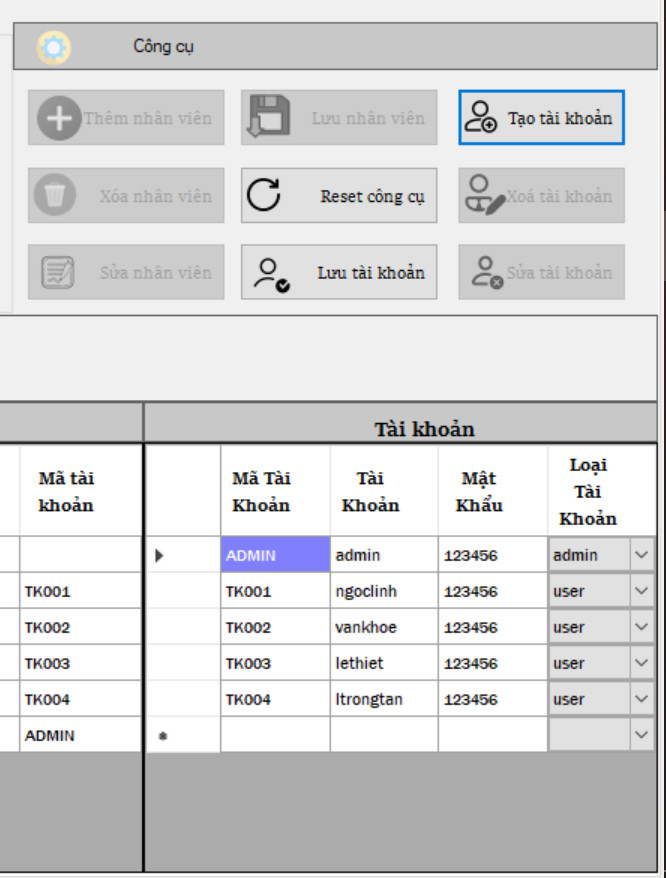 Công cụ
Thêm nhân viên
Lưu nhân viên
Tạo tài khoản
Xóa nhân viên
Reset công cụ
Xoá tài khoản
Sửa nhân viên
Lưu tài khoản
Sửa tài khoản
Tài khoản
Mã tài
khoản
Mã Tài
Khoản
Tài
Khoản
Mật
Khẩu
Loại
Tài
Khoản
ADMIN admin 123456 admin
TK001 TK001 ngoclinh 123456 user
TK002 TK002 vankhoe 123456 user
TK003 TK003 lethiet 123456 user
TK004 TK004 ltrongtan 123456 user
ADMIN